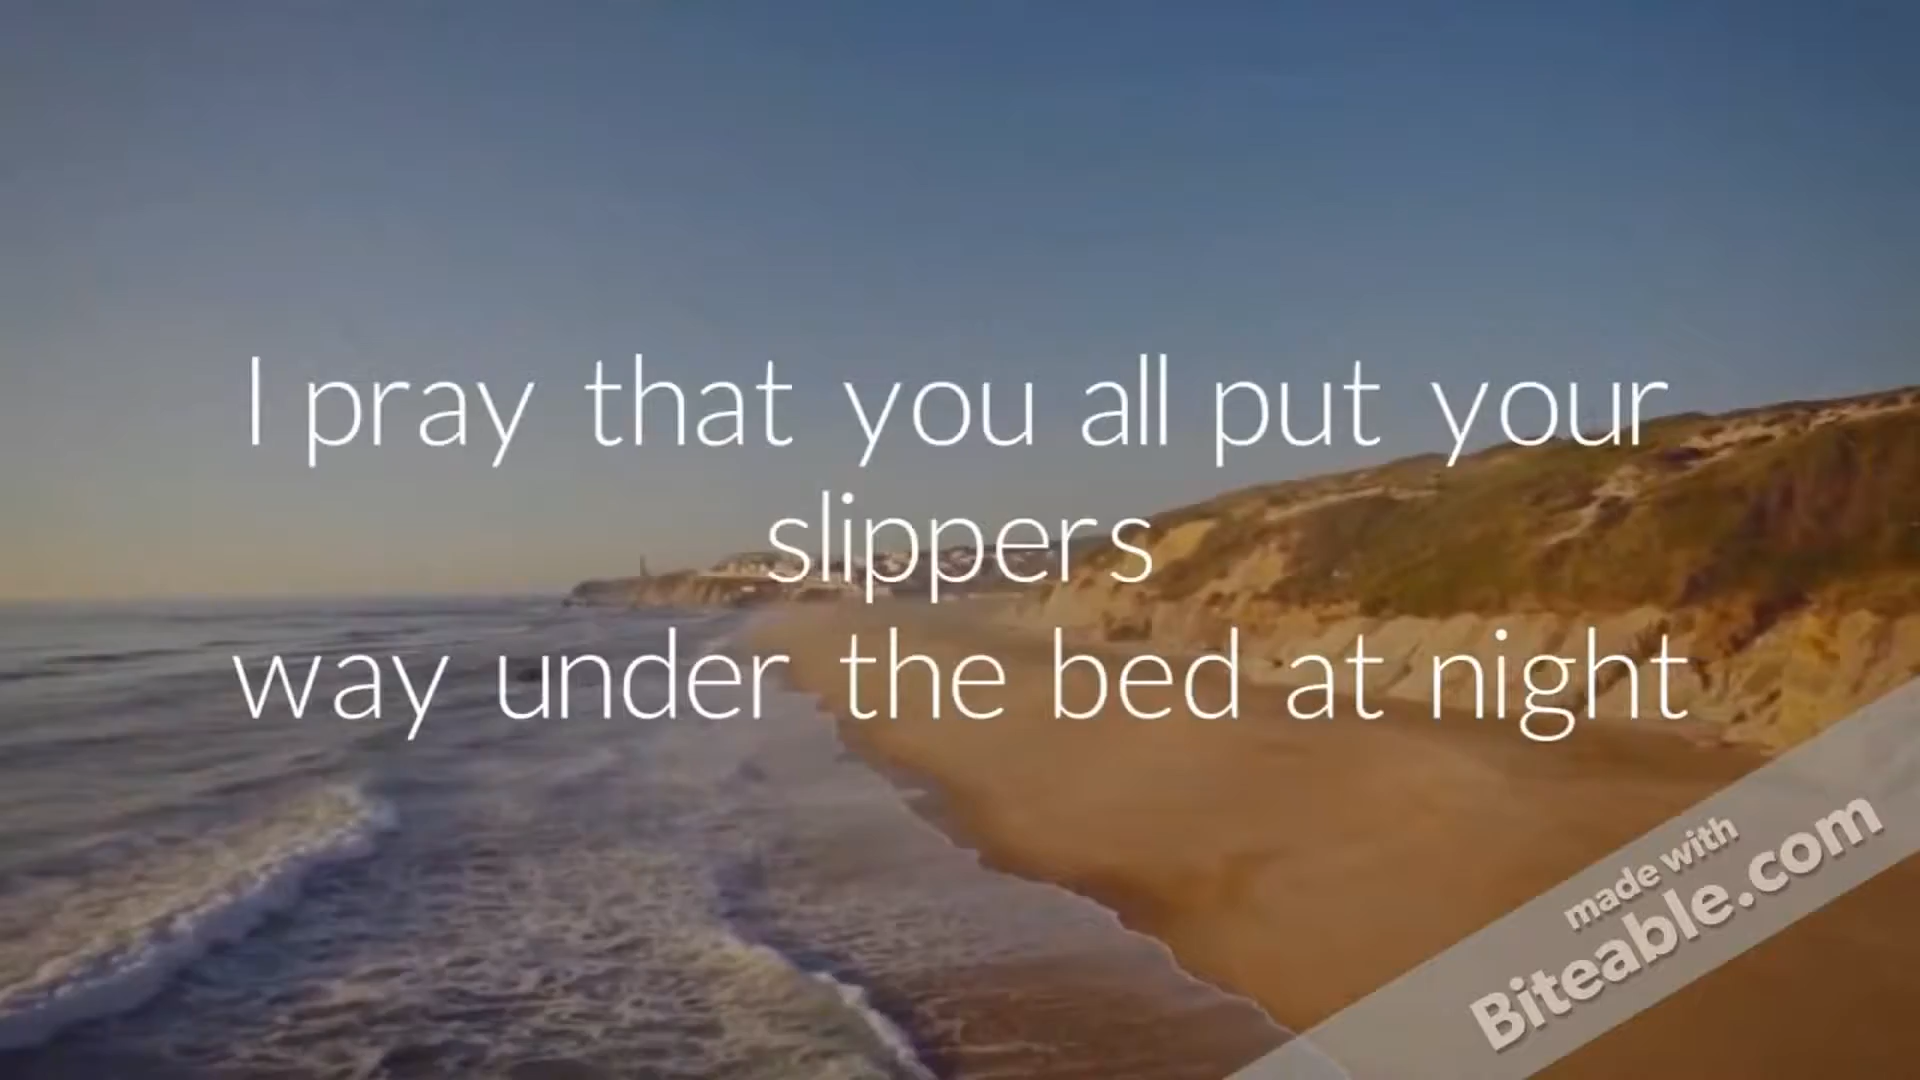 I pray that you all put your
slippers
way under the bed at night
made with
Biteable.com